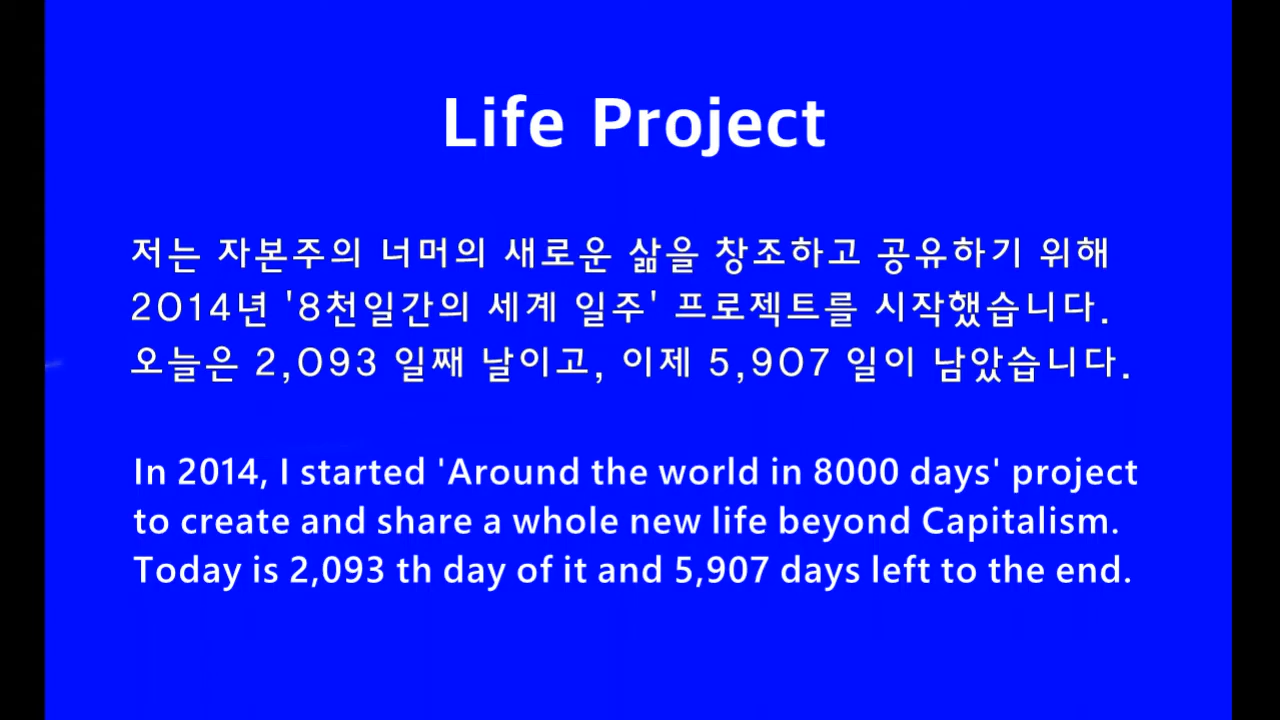 Life Project
저는 자본주의 너머의 새로운 삶을 창조하고 공유하기 위해
2014년 '8천일간의 세계 일주' 프로젝트를 시작했습니다.
오늘은 2,093 일째 날이고, 이제 5,907 일이 남았습니다.
In 2014, I started 'Around the world in 8000 days' project
to create and share a whole new life beyond Capitalism.
Today is 2,093 th day of it and 5,907 days left to the end.